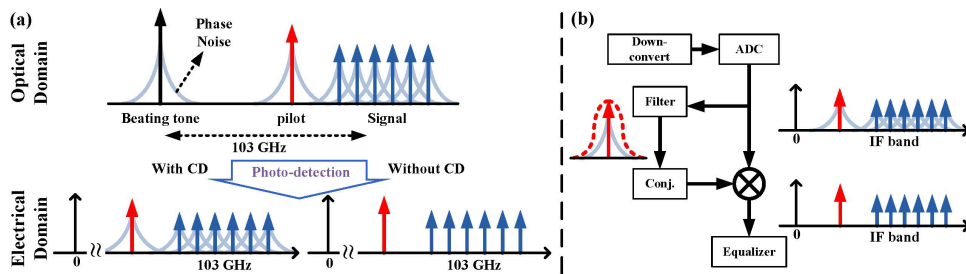 (a)
Phase
Noise
Optical
Domain
Beating tone
pilot
Signal
103 GHz
With CD
Photo-detection
Without CD
Electrical
Domain
0
103 GHz
0
103 GHz
(b)
Down-
convert
ADC
Filter
Conj.
Equalizer
0
IF band
0
IF band